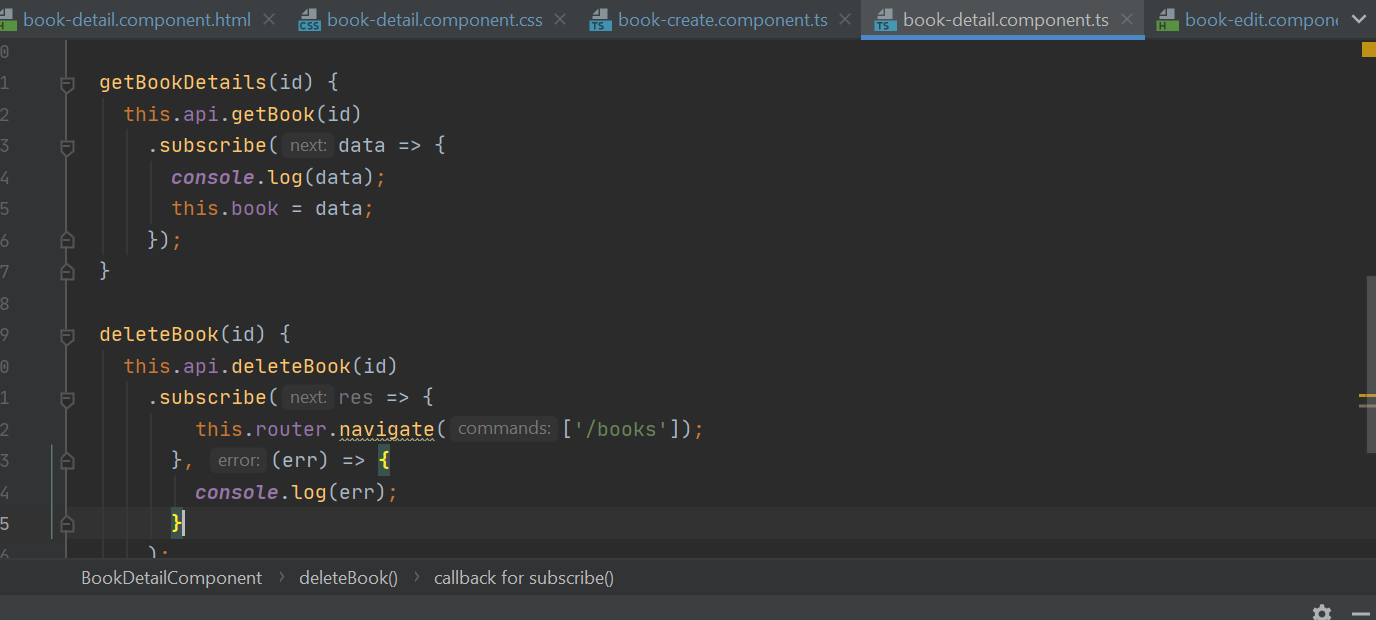 book-detail.component.html book-detail.component.css book-create.component.ts book-detail.component.ts book-edit.compone
0
1 getBookDetails(id) {
2 this.api.getBook(id)
3 .subscribe( next: data => {
4 console.log(data);
5 this.book = data;
6 });
7 }
8
9 deleteBook(id) {
0 this.api.deleteBook(id)
1 .subscribe( next: res => {
2 this.router.navigate( commands: ['/books']);
3 }, error: (err) => {
4 console.log(err);
5 }
6 );
BookDetailComponent > deleteBook() > callback for subscribe()